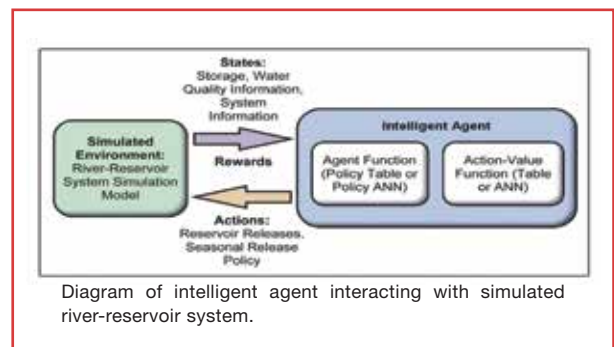 States:
Storage, Water
Quality Information,
System
Information
Simulated
Environment:
River-Reservoir
System Simulation
Model
Rewards
Intelligent Agent
Agent Function
(Policy Table or
Policy ANN)
Action-Value
Function (Table
or ANN)
Actions:
Reservoir Releases,
Seasonal Release
Policy
Diagram of intelligent agent interacting with simulated
river-reservoir system.